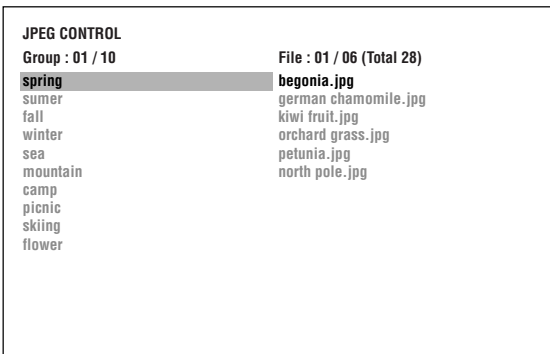 JPEG CONTROL
Group : 01 / 10
File : 01 / 06 (Total 28)
spring
begonia.jpg
sumer
german chamomile.jpg
fall
kiwi fruit.jpg
winter
orchard grass.jpg
sea
petunia.jpg
mountain
north pole.jpg
camp
picnic
skiing
flower